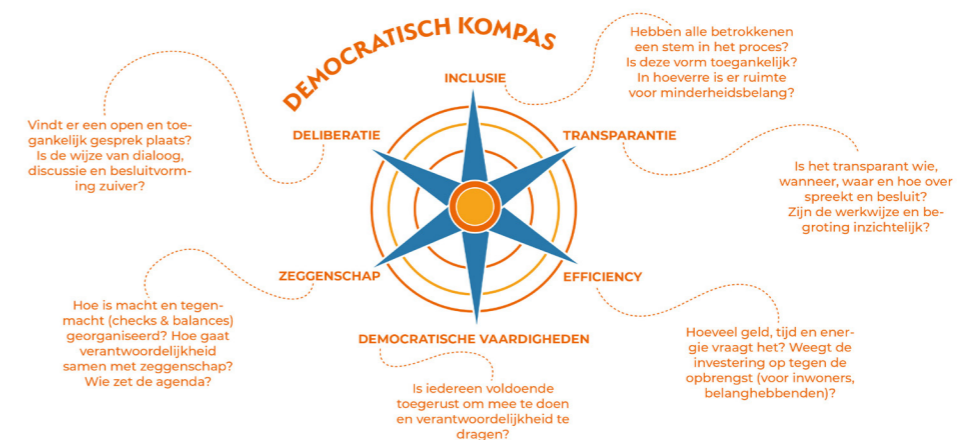 DEMOCRATISCH KOMPAS
INCLUSIE
Hebben alle betrokkenen
een stem in het proces?
Is deze vorm toegankelijk?
In hoeverre is er ruimte
voor minderheidsbelang?
TRANSPARANTIE
Is het transparant wie,
wanneer, waar en hoe over
spreekt en besluit?
Zijn de werkwijze en be-
groting inzichtelijk?
EFFICIENCY
Hoeveel geld, tijd en ener-
gie vraagt het? Weegt de
investering op tegen de
opbrengst (voor inwoners,
belanghebbenden)?
DEMOCRATISCHE VAARDIGHEDEN
Is iedereen voldoende
toegerust om mee te doen
en verantwoordelijkheid te
dragen?
ZEGGENSCHAP
Hoe is macht en tegen-
macht (checks & balances)
georganiseerd? Hoe gaat
verantwoordelijkheid
samen met zeggenschap?
Wie zet de agenda?
DELIBERATIE
Vindt er een open en toe-
gankelijk gesprek plaats?
Is de wijze van dialoog,
discussie en besluitvorm-
ing zuiver?